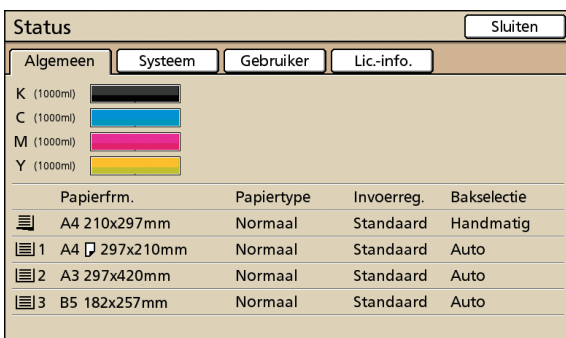 Status Sluiten
Algemeen Systeem Gebruiker Lic.-info.
K (1000ml)
C (1000ml)
M (1000ml)
Y (1000ml)
Papierfrm. Papiertype Invoerreg. Bakselectie
A4 210x297mm Normaal Standaard Handmatig
1 A4 297x210mm Normaal Standaard Auto
2 A3 297x420mm Normaal Standaard Auto
3 B5 182x257mm Normaal Standaard Auto